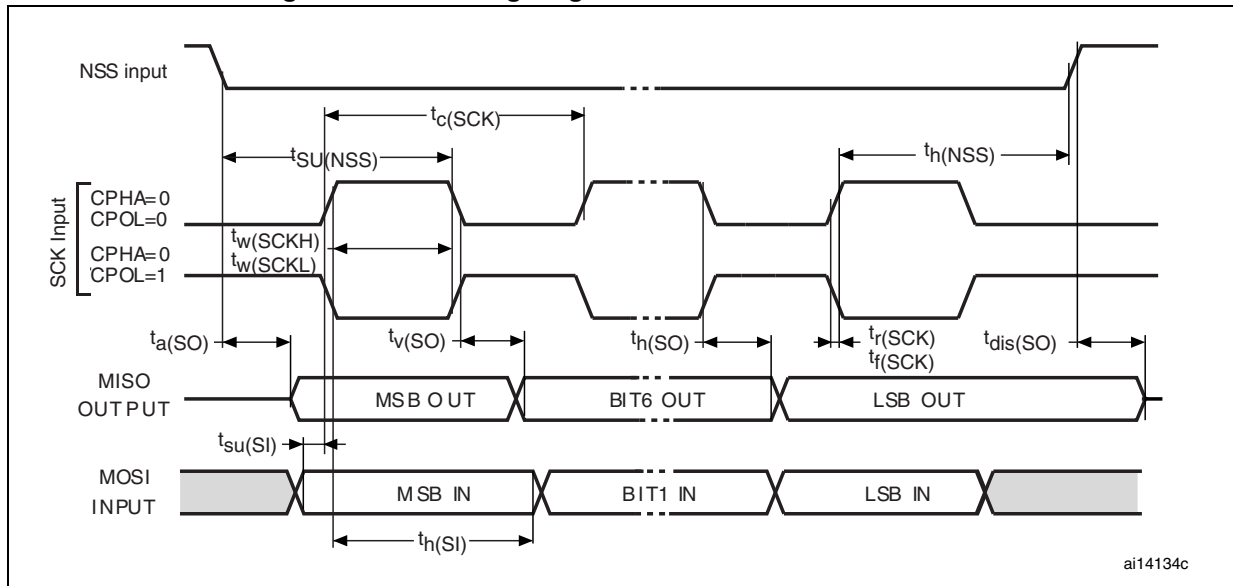 NSS input
tc(SCK)
tSU(NSS)
th(NSS)
SCK Input
CPHA=0
CPOL=0
tw(SCKH)
CPHA=0
tw(SCKL)
CPOL=1
ta(SO)
tv(SO)
th(SO)
tr(SCK)
tf(SCK)
tdis(SO)
MISO
OUTPUT
MSB OUT
BIT6 OUT
LSB OUT
tsu(SI)
MOSI
INPUT
MSB IN
BIT1 IN
LSB IN
th(SI)
ai14134c